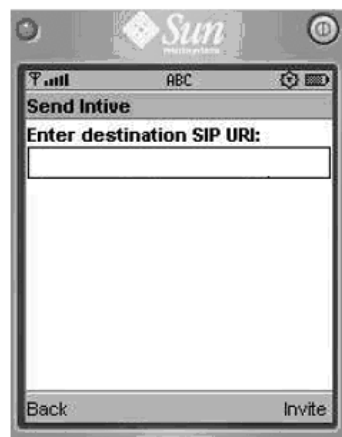 Sun
ABC
Send Intive
Enter destination SIP URI:
Back Invite